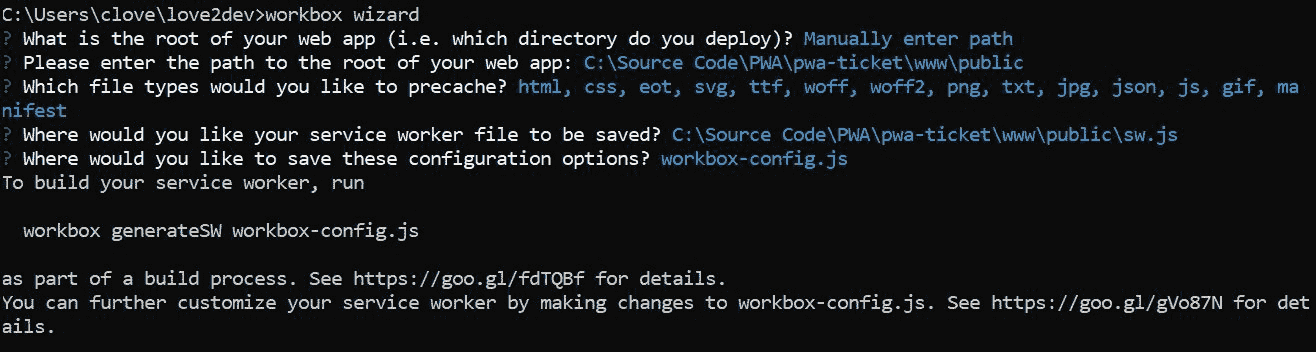 C:\Users\clove\love2dev>workbox wizard
? What is the root of your web app (i.e. which directory do you deploy)? Manually enter path
? Please enter the path to the root of your web app: C:\Source Code\PWA\pwa-ticket\www\public
? Which file types would you like to precache? html, css, eot, svg, ttf, woff, woff2, png, txt, jpg, json, js, gif, ma
nifest
? Where would you like your service worker file to be saved? C:\Source Code\PWA\pwa-ticket\www\public\sw.js
? Where would you like to save these configuration options? workbox-config.js
To build your service worker, run
workbox generateSW workbox-config.js
as part of a build process. See https://goo.gl/fdTQBf for details.
You can further customize your service worker by making changes to workbox-config.js. See https://goo.gl/gVo87N for det
ails.